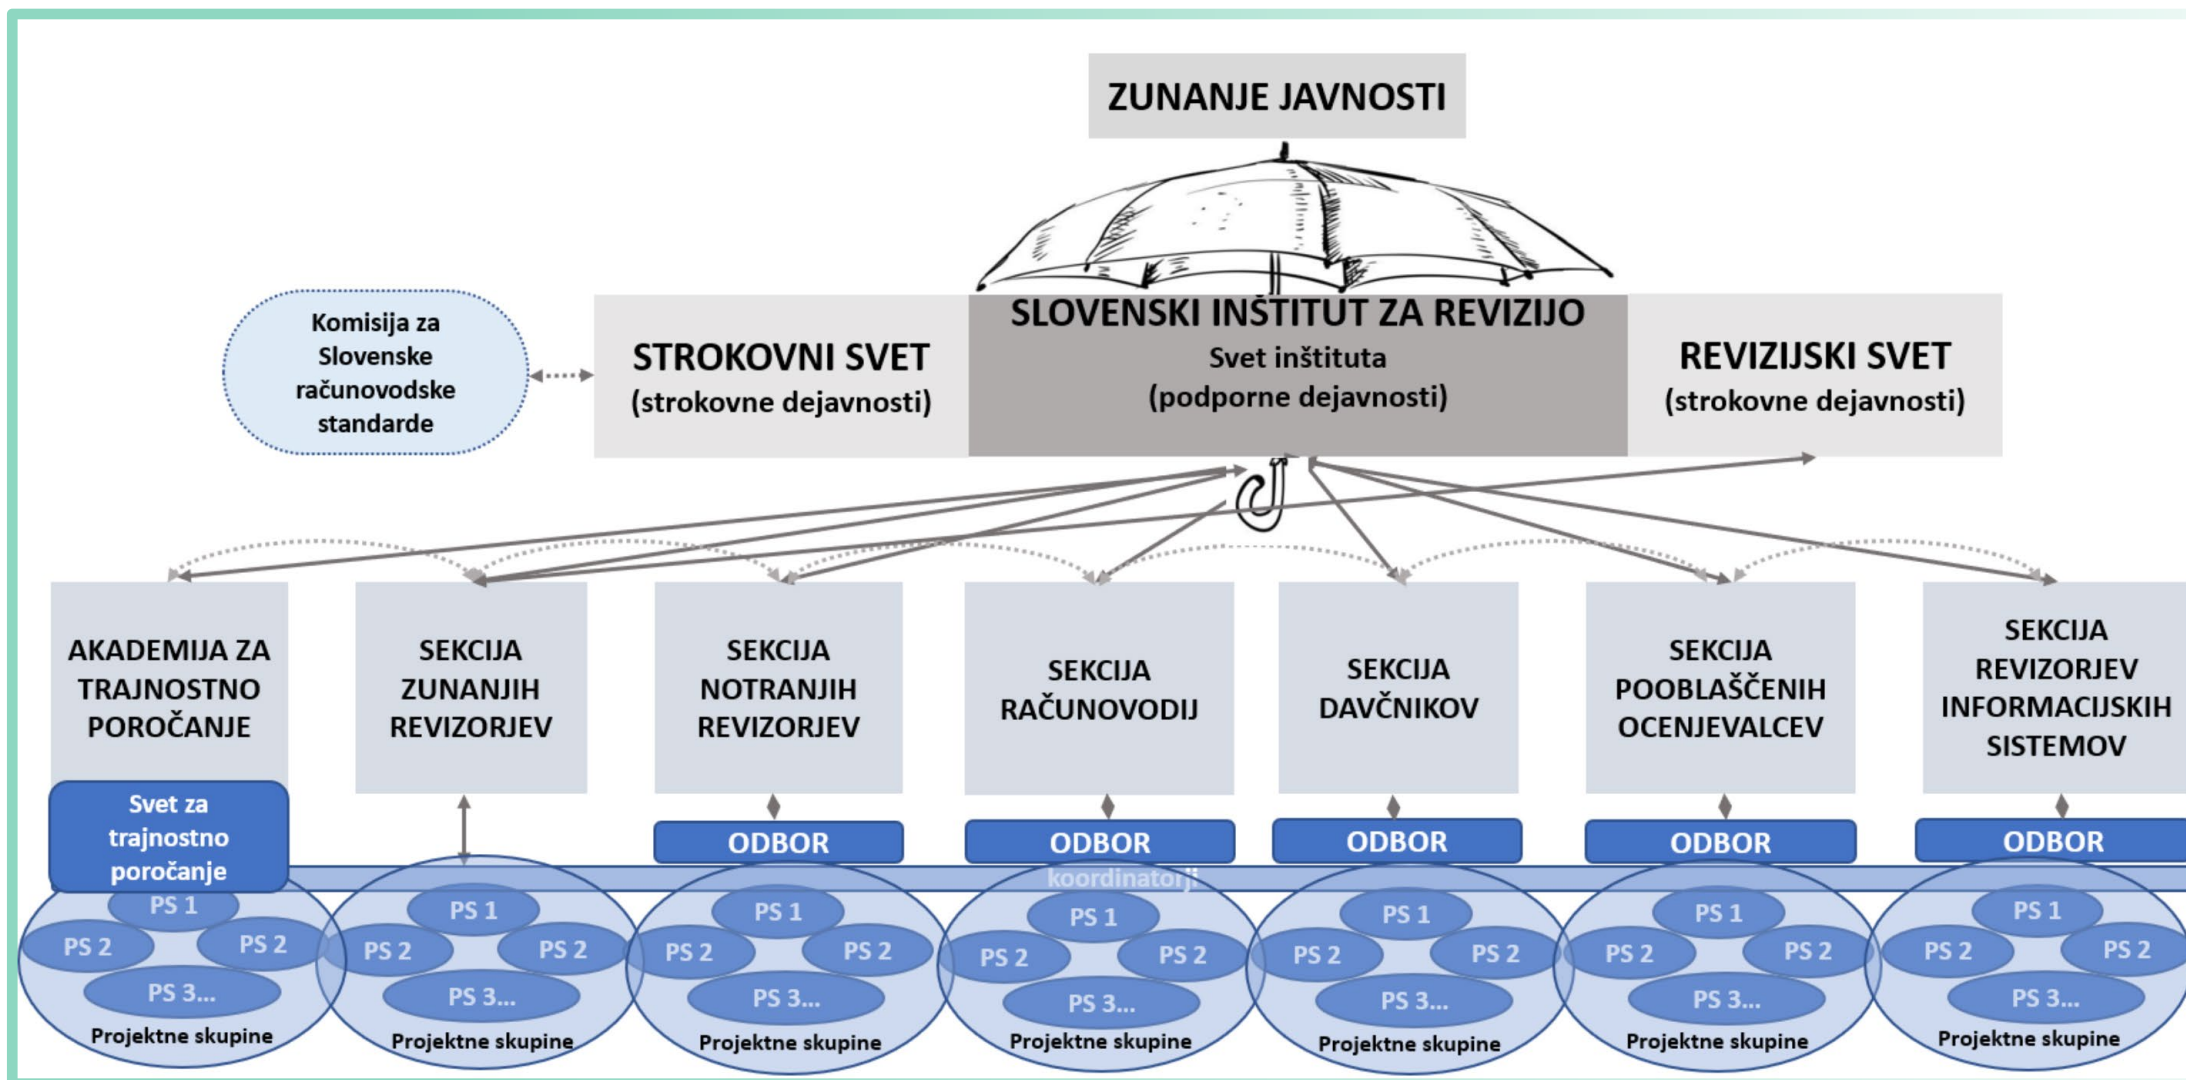 ZUNANJE JAVNOSTI
Komisija za
Slovenske
računovodske
standarde
STROKOVNI SVET
(strokovne dejavnosti)
SLOVENSKI INŠTITUT ZA REVIZIJO
Svet inštituta
(podporne dejavnosti)
REVIZIJSKI SVET
(strokovne dejavnosti)
AKADEMIJA ZA
TRAJNOSTNO
POROČANJE
SEKCIJA
ZUNANJIH
REVIZORJEV
SEKCIJA
NOTRANJIH
REVIZORJEV
SEKCIJA
RAČUNOVODIJ
SEKCIJA
DAVČNIKOV
SEKCIJA
POOBLAŠČENIH
OCENJEVALCEV
SEKCIJA
REVIZORJEV
INFORMACIJSKIH
SISTEMOV
Svet za
trajnostno
poročanje
ODBOR
ODBOR
ODBOR
ODBOR
ODBOR
koordinatorji
PS 1
PS 2
PS 2
PS 3...
Projektne skupine
PS 1
PS 2
PS 2
PS 3...
Projektne skupine
PS 1
PS 2
PS 2
PS 3...
Projektne skupine
PS 1
PS 2
PS 2
PS 3...
Projektne skupine
PS 1
PS 2
PS 2
PS 3...
Projektne skupine
PS 1
PS 2
PS 2
PS 3...
Projektne skupine
PS 1
PS 2
PS 2
PS 3...
Projektne skupine